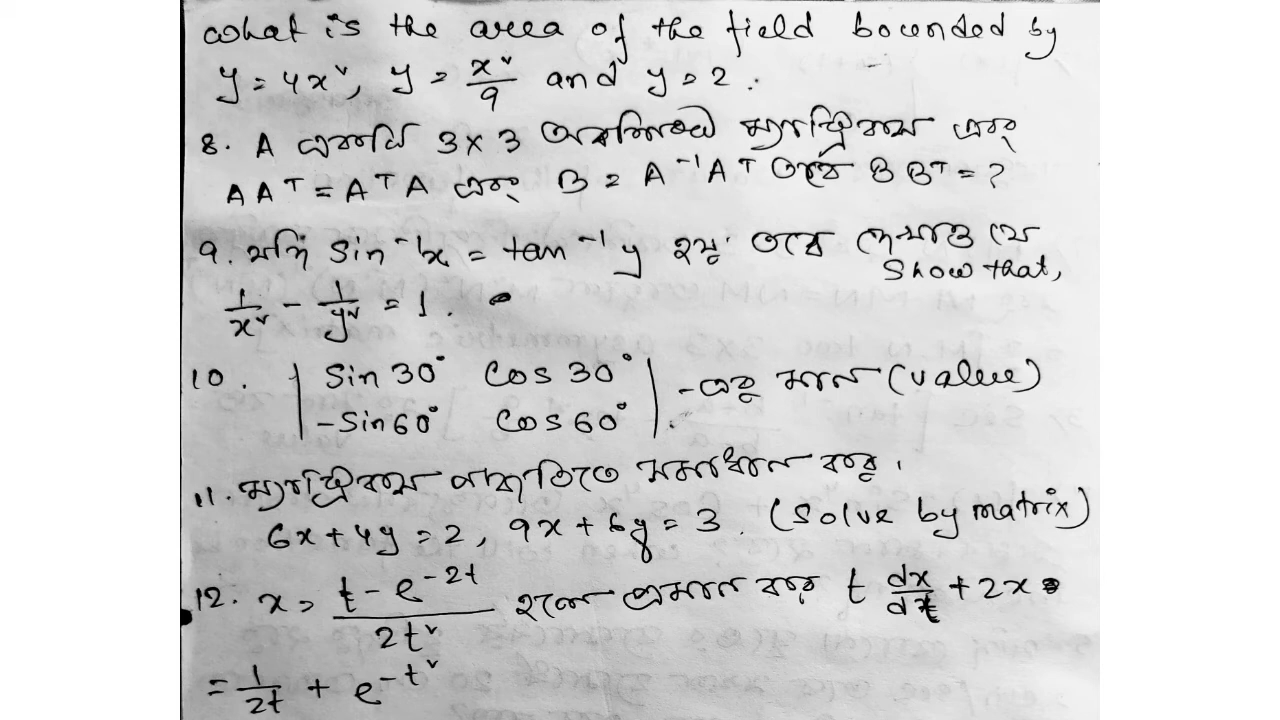 What is the area of the field bounded by
y = 4x², y = x²/9 and y = 2.
8. A একটি 3×3 অব্যতিক্রমী ম্যাট্রিক্স এবং
AAᵀ = AᵀA এবং B = A⁻¹Aᵀ তবে BBᵀ = ?
9. যদি sin⁻¹x = tan⁻¹y হয় তবে দেখাও যে
Show that,
1/x² - 1/y² = 1.
10. | sin 30° cos 30° |
| -sin 60° cos 60° | -এর মান (value)
11. ম্যাট্রিক্স পদ্ধতিতে সমাধান কর।
6x + 4y = 2, 9x + 6y = 3. (Solve by matrix)
12. x = (t - e^-2t)/2t² হলে প্রমাণ কর t dx/dt + 2x
= 1/2t + e^-t²